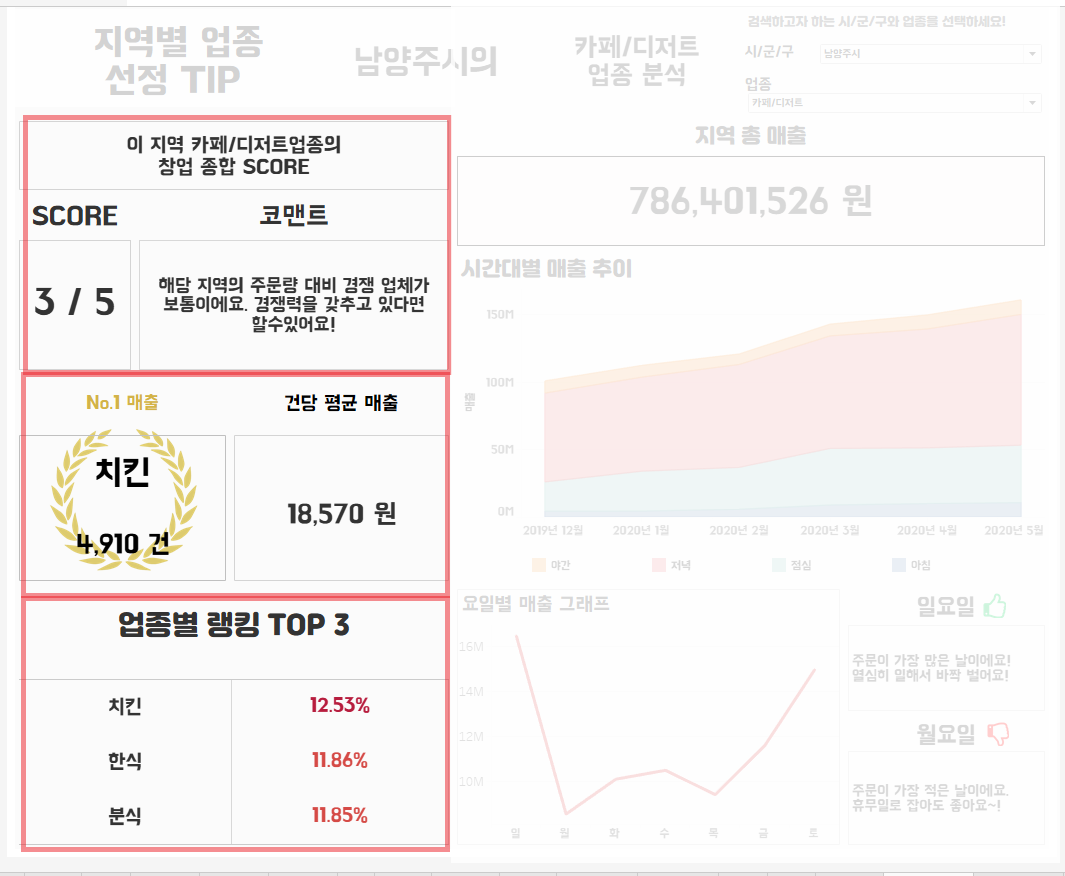 지역별 업종
선정 TIP
남양주시의
카페/디저트
업종 분석
검색하고자 하는 시/군/구와 업종을 선택하세요!
시/군/구
남양주시
업종
카페/디저트
이 지역 카페/디저트업종의
창업 종합 SCORE
SCORE
코맨트
3 / 5
해당 지역의 주문량 대비 경쟁 업체가
보통이에요. 경쟁력을 갖추고 있다면
할수있어요!
No.1 매출
건당 평균 매출
치킨
4,910 건
18,570 원
업종별 랭킹 TOP 3
치킨 12.53%
한식 11.86%
분식 11.85%
지역 총 매출
786,401,526 원
시간대별 매출 추이
150M
100M
50M
0M
2019년 12월 2020년 1월 2020년 2월 2020년 3월 2020년 4월 2020년 5월
야간 저녁 점심 아침
요일별 매출 그래프
16M
14M
12M
10M
일 월 화 수 목 금 토
일요일
주문이 가장 많은 날이에요!
열심히 일해서 바짝 벌어요!
월요일
주문이 가장 적은 날이에요.
휴무일로 잡아도 좋아요~!